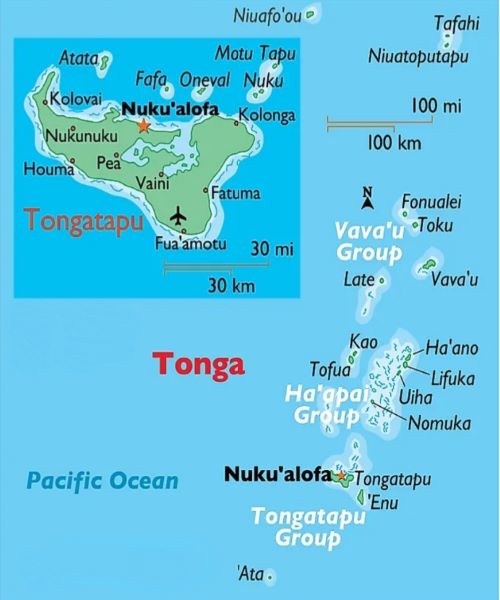 Niuafo'ou
Tafahi
Niuatoputapu
100 mi
100 km
Atata
Motu Tapu
Fafa
Oneval
Nuku
Nuku'alofa
Kolovai
Kolonga
Nukunuku
Pea
Houma
Vaini
Fatuma
Tongatapu
Fua'amotu
30 mi
30 km
N
Fonualei
Toku
Vava'u
Group
Late
Vava'u
Tonga
Kao
Tofua
Ha'ano
Lifuka
Ha'apai
Group
Uiha
Nomuka
Pacific Ocean
Nuku'alofa
Tongatapu
'Enu
Tongatapu
Group
'Ata